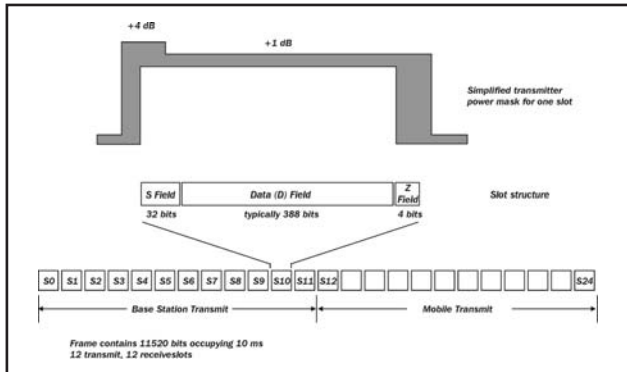 +4 dB
+1 dB
Simplified transmitter
power mask for one slot
S Field
Data (D) Field
Z
Field
Slot structure
32 bits
typically 388 bits
4 bits
S0 S1 S2 S3 S4 S5 S6 S7 S8 S9 S10 S11 S12 S24
Base Station Transmit
Mobile Transmit
Frame contains 11520 bits occupying 10 ms
12 transmit, 12 receiveslots